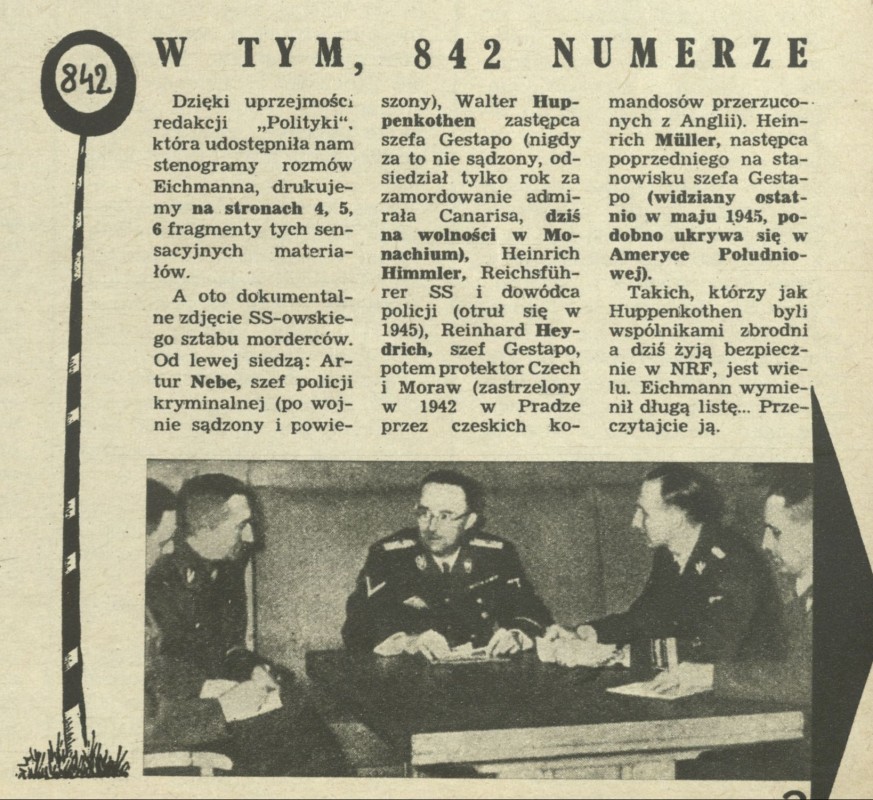 842
W TYM, 842 NUMERZE
Dzięki uprzejmości
redakcji „Polityki“,
która udostępniła nam
stenogramy rozmów
Eichmanna, drukuje-
my na stronach 4, 5,
6 fragmenty tych sen-
sacyjnych materia-
łów.
A oto dokumental-
ne zdjęcie SS-owskie-
go sztabu morderców.
Od lewej siedzą: Ar-
tur Nebe, szef policji
kryminalnej (po woj-
nie sądzony i powie-
szony), Walter Hup-
penkothen zastępca
szefa Gestapo (nigdy
za to nie sądzony, od-
siedział tylko rok za
zamordowanie admi-
rała Canarisa, dziś
na wolności w Mo-
nachium), Heinrich
Himmler, Reichsfüh-
rer SS i dowódca
policji (otruł się w
1945), Reinhard Hey-
drich, szef Gestapo,
potem protektor Czech
i Moraw (zastrzelony
w 1942 w Pradze
przez czeskich ko-
mandosów przerzuco-
nych z Anglii). Hein-
rich Müller, następca
poprzedniego na sta-
nowisku szefa Gesta-
po (widziany ostat-
nio w maju 1945, po-
dobno ukrywa się w
Ameryce Południo-
wej).
Takich, którzy jak
Huppenkothen byli
wspólnikami zbrodni
a dziś żyją bezpiecz-
nie w NRF, jest wie-
lu. Eichmann wymie-
nił długą listę... Prze-
czytajcie ją.